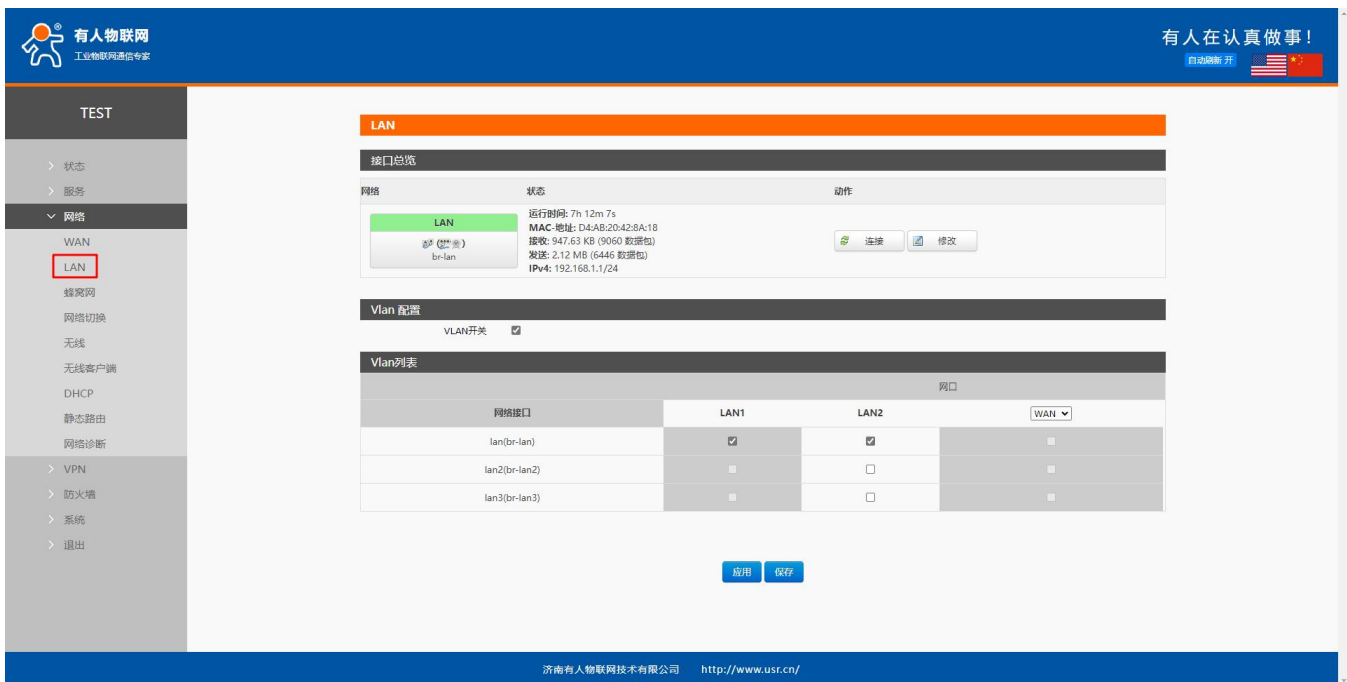 有人物联网
工业物联网通信专家
有人在认真做事!
自动刷新 开
TEST
状态
服务
网络
WAN
LAN
蜂窝网
网络切换
无线
无线客户端
DHCP
静态路由
网络诊断
VPN
防火墙
系统
退出
LAN
接口总览
网络 状态 动作
LAN
br-lan
运行时间: 7h 12m 7s
MAC-地址: D4:AB:20:42:8A:18
接收: 947.63 KB (9060 数据包)
发送: 2.12 MB (6446 数据包)
IPv4: 192.168.1.1/24
连接 修改
Vlan 配置
VLAN开关
Vlan列表
网口
网络接口 LAN1 LAN2 WAN
lan(br-lan)
lan2(br-lan2)
lan3(br-lan3)
应用 保存
济南有人物联网技术有限公司 http://www.usr.cn/